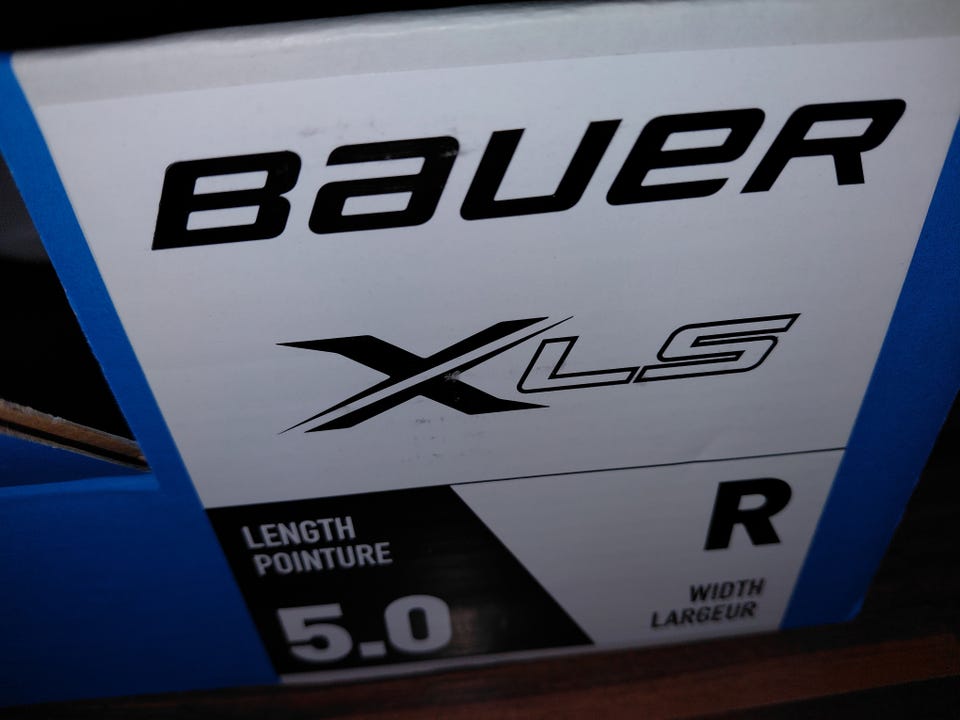 BAUER
XLS
LENGTH
POINTURE
5.0
R
WIDTH
LARGEUR